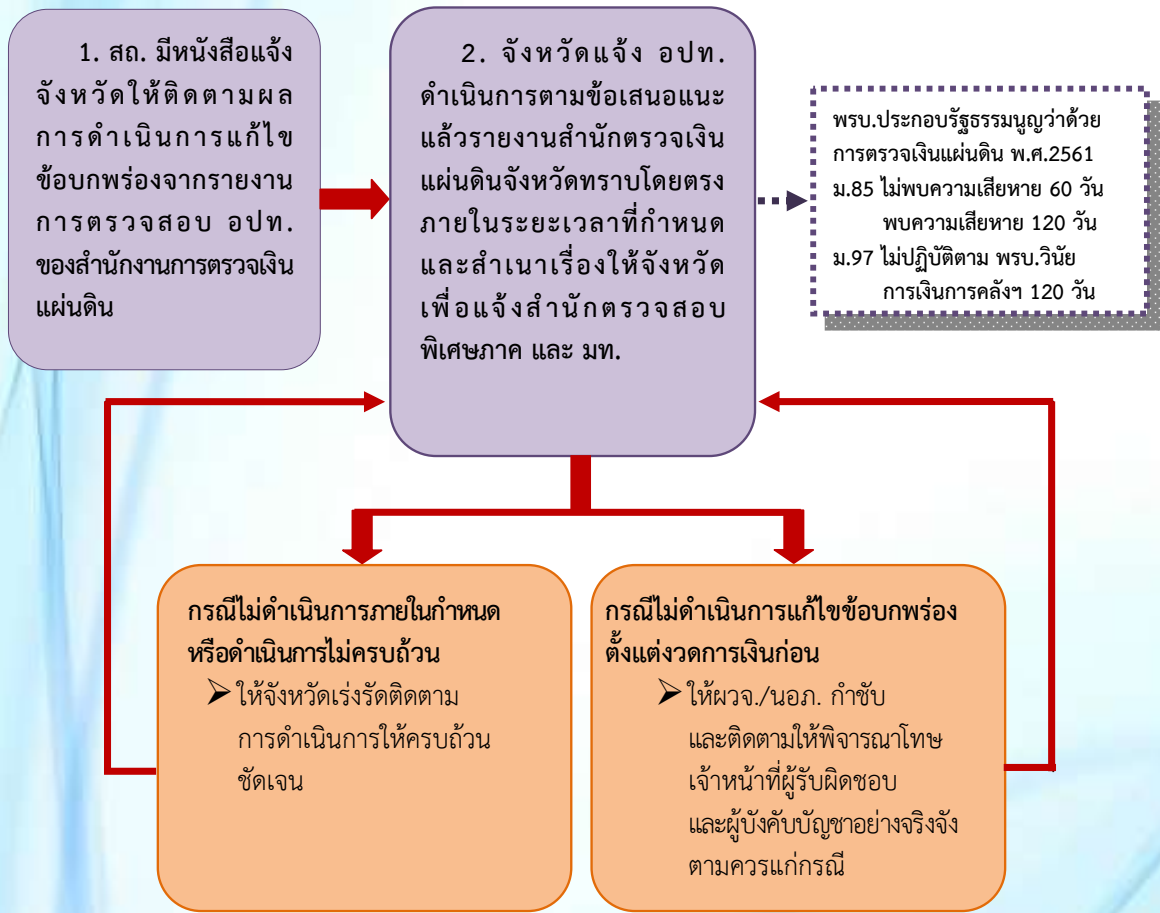 1. สถ. มีหนังสือแจ้ง
จังหวัดให้ติดตามผล
การดำเนินการแก้ไข
ข้อบกพร่องจากรายงาน
การตรวจสอบ อปท.
ของสำนักงานการตรวจเงิน
แผ่นดิน
2. จังหวัดแจ้ง อปท.
ดำเนินการตามข้อเสนอแนะ
แล้วรายงานสำนักตรวจเงิน
แผ่นดินจังหวัดทราบโดยตรง
ภายในระยะเวลาที่กำหนด
และสำเนาเรื่องให้จังหวัด
เพื่อแจ้งสำนักตรวจสอบ
พิเศษภาค และ มท.
พรบ.ประกอบรัฐธรรมนูญว่าด้วย
การตรวจเงินแผ่นดิน พ.ศ.2561
ม.85 ไม่พบความเสียหาย 60 วัน
พบความเสียหาย 120 วัน
ม.97 ไม่ปฏิบัติตาม พรบ.วินัย
การเงินการคลังฯ 120 วัน
กรณีไม่ดำเนินการภายในกำหนด
หรือดำเนินการไม่ครบถ้วน
➢ ให้จังหวัดเร่งรัดติดตาม
การดำเนินการให้ครบถ้วน
ชัดเจน
กรณีไม่ดำเนินการแก้ไขข้อบกพร่อง
ตั้งแต่งวดการเงินก่อน
➢ ให้ผวจ./นอภ. กำชับ
และติดตามให้พิจารณาโทษ
เจ้าหน้าที่ผู้รับผิดชอบ
และผู้บังคับบัญชาอย่างจริงจัง
ตามควรแก่กรณี